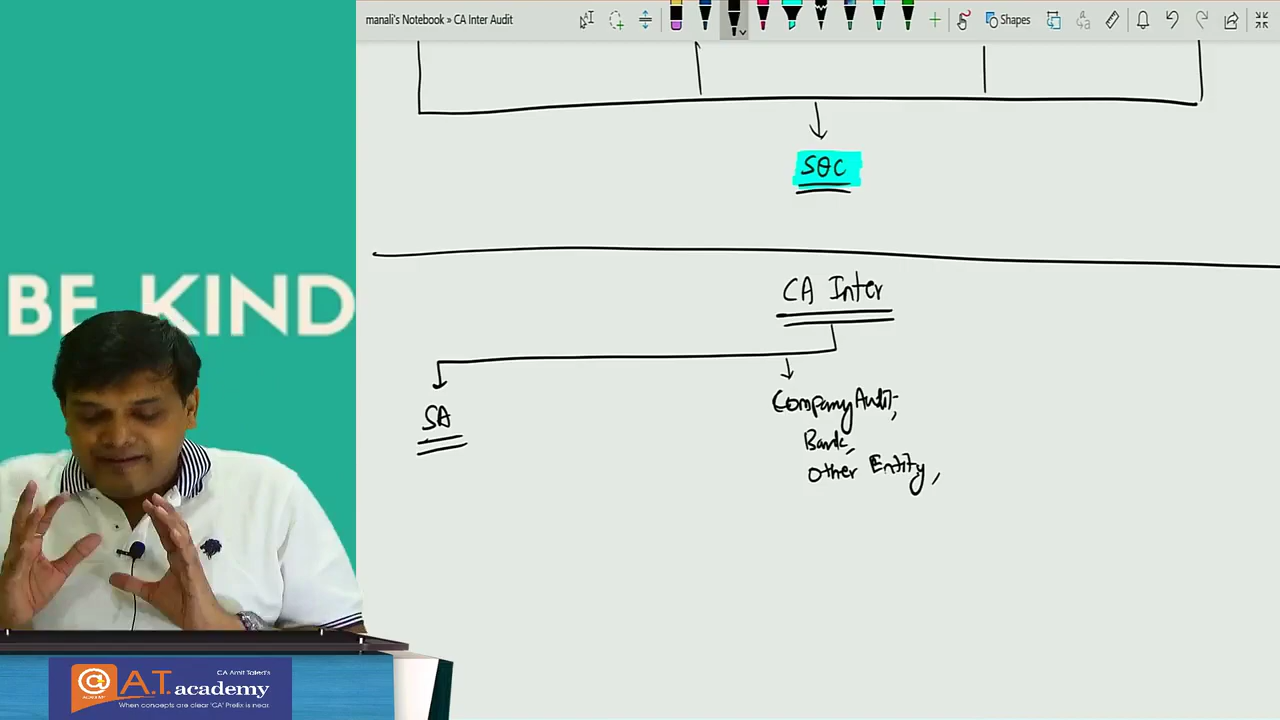 manali's Notebook » CA Inter Audit
Shapes
SQC
BE KIND
CA Inter
SA
Company Audit,
Bank,
Other Entity,
CA Amit Talda's
@A.T.academy
ACADEMY
When concepts are clear 'CA' Prefix is near